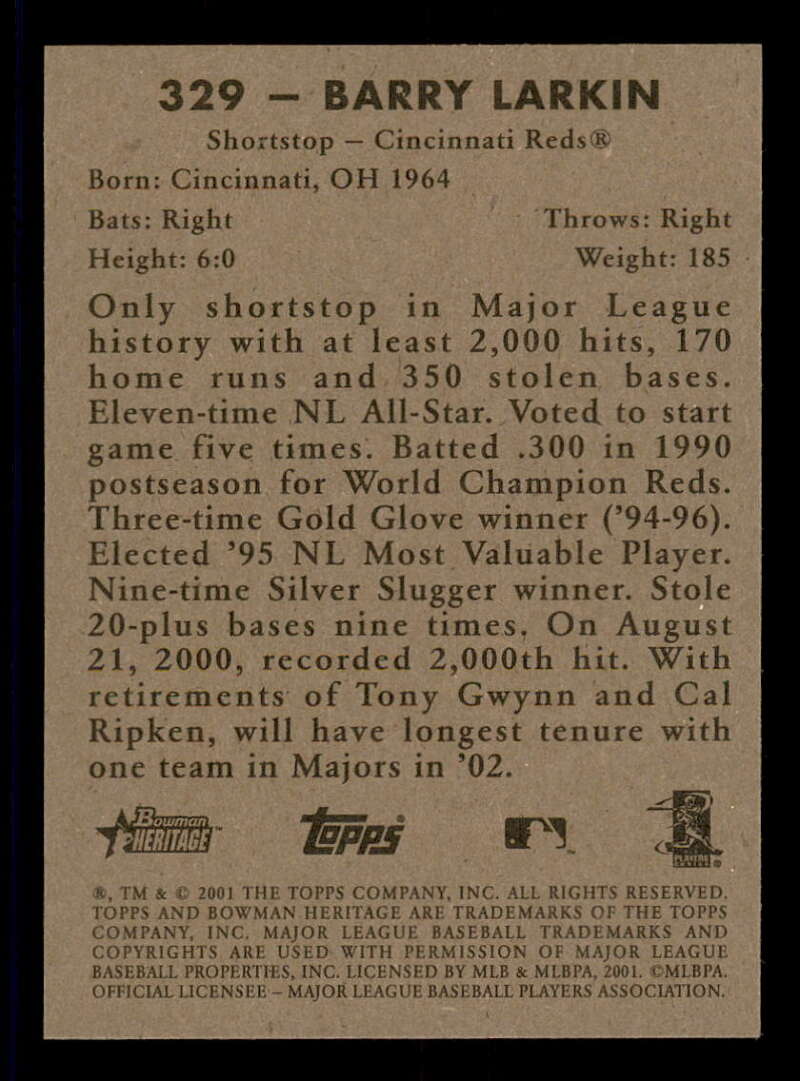 329 – BARRY LARKIN
Shortstop – Cincinnati Reds®
Born: Cincinnati, OH 1964
Bats: Right Throws: Right
Height: 6:0 Weight: 185
Only shortstop in Major League
history with at least 2,000 hits, 170
home runs and 350 stolen bases.
Eleven-time NL All-Star. Voted to start
game five times. Batted .300 in 1990
postseason for World Champion Reds.
Three-time Gold Glove winner (’94-96).
Elected ’95 NL Most Valuable Player.
Nine-time Silver Slugger winner. Stole
20-plus bases nine times. On August
21, 2000, recorded 2,000th hit. With
retirements of Tony Gwynn and Cal
Ripken, will have longest tenure with
one team in Majors in ’02.
Bowman
HERITAGE™
Topps
®, TM & © 2001 THE TOPPS COMPANY, INC. ALL RIGHTS RESERVED.
TOPPS AND BOWMAN HERITAGE ARE TRADEMARKS OF THE TOPPS
COMPANY, INC. MAJOR LEAGUE BASEBALL TRADEMARKS AND
COPYRIGHTS ARE USED WITH PERMISSION OF MAJOR LEAGUE
BASEBALL PROPERTIES, INC. LICENSED BY MLB & MLBPA, 2001. ©MLBPA.
OFFICIAL LICENSEE – MAJOR LEAGUE BASEBALL PLAYERS ASSOCIATION.